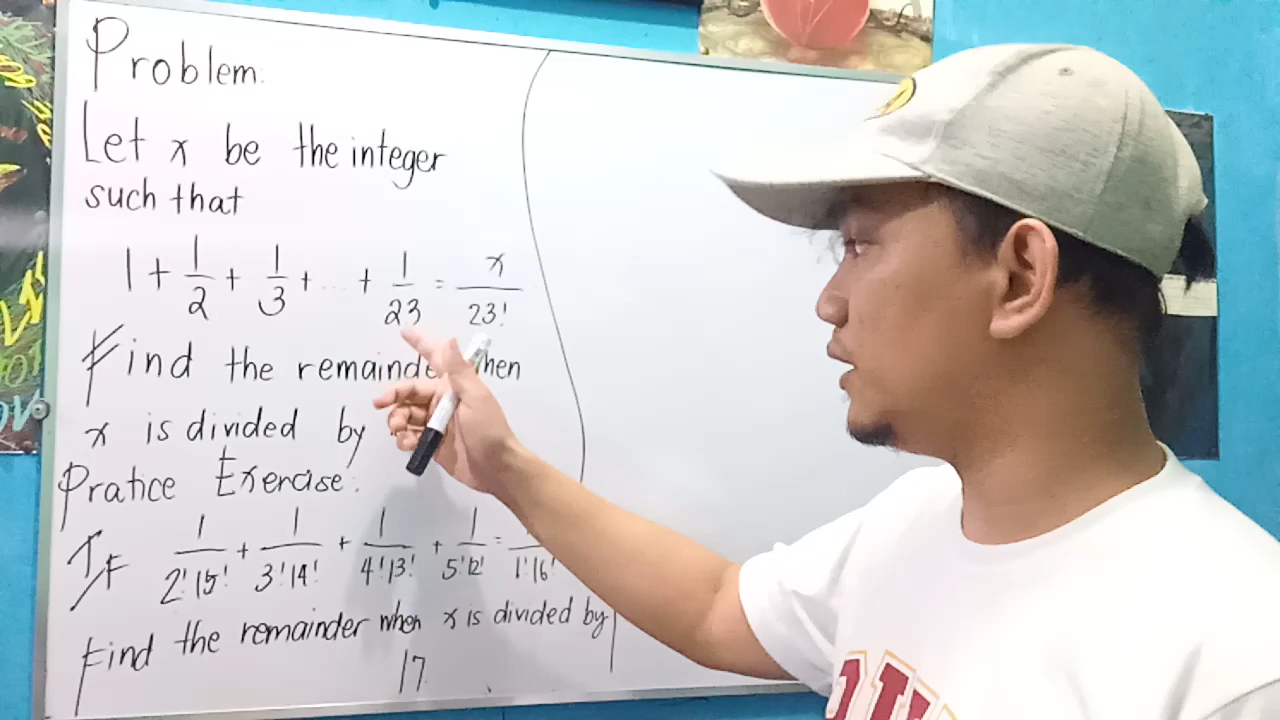 Problem:
Let x be the integer
such that
1 + 1/2 + 1/3 + ... + 1/23 = x/23!
Find the remainder when
x is divided by
Pratice Exercise:
If 1/2!15! + 1/3!14! + 1/4!13! + 1/5!12! = /1!16!
Find the remainder when x is divided by
17